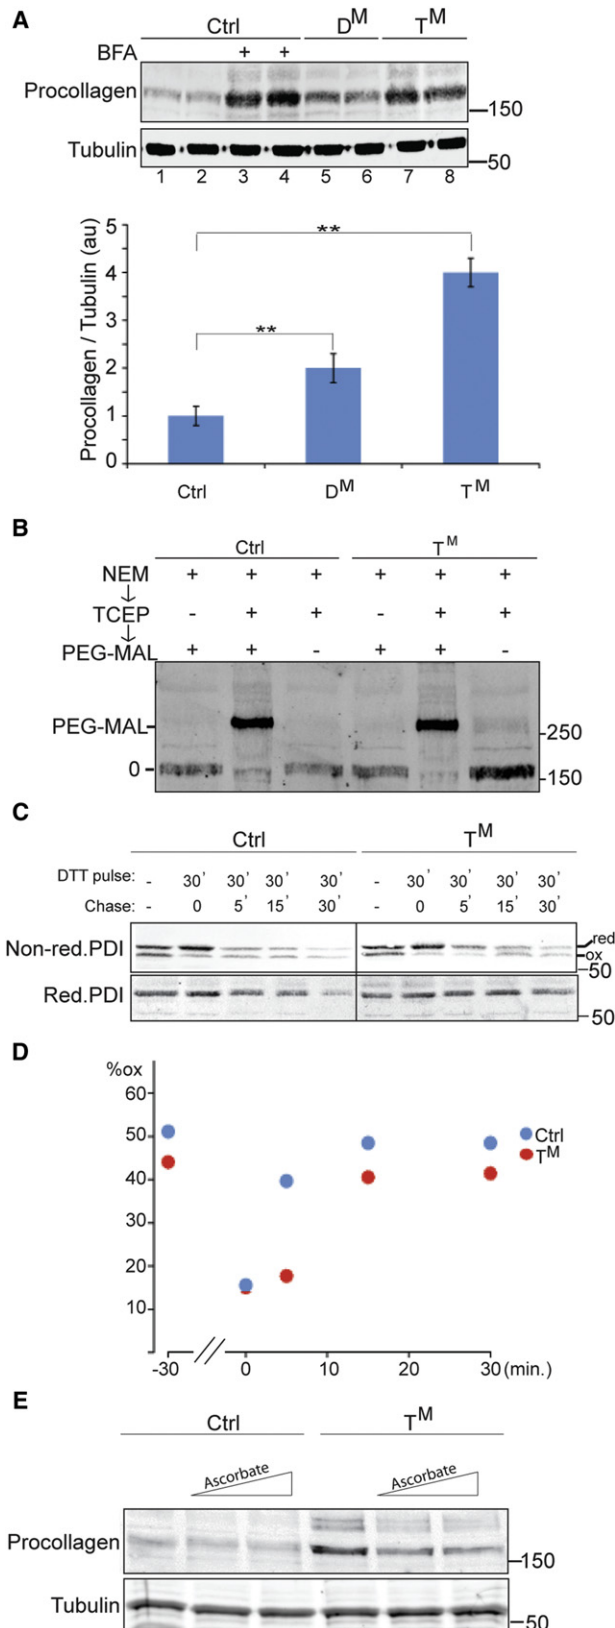 A
Ctrl D^M T^M
BFA + +
Procollagen
150
Tubulin
50
1 2 3 4 5 6 7 8
Procollagen / Tubulin (au)
5
**
4
3
**
2
1
0
Ctrl D^M T^M
B
Ctrl T^M
NEM + + + + + +
↓
TCEP - + + - + +
↓
PEG-MAL + + - + + -
PEG-MAL
250
0
150
C
Ctrl T^M
DTT pulse: - 30' 30' 30' 30' - 30' 30' 30' 30'
Chase: - 0 5' 15' 30' - 0 5' 15' 30'
Non-red.PDI red
ox
50
Red.PDI
50
D
%ox
60
50 Ctrl
T^M
40
30
20
10
-30 0 10 20 30 (min.)
E
Ctrl T^M
Ascorbate Ascorbate
Procollagen
150
Tubulin
50